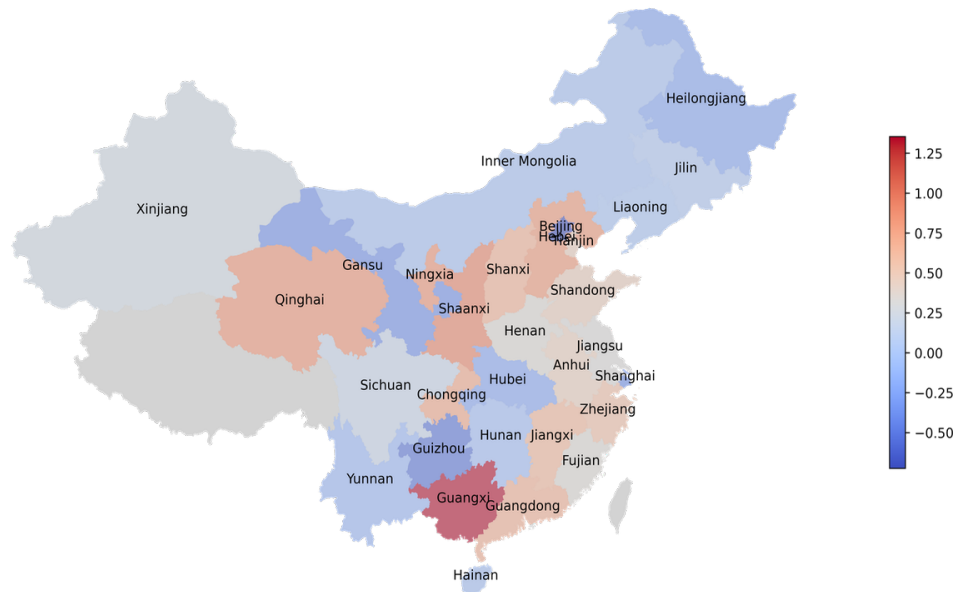 Heilongjiang
Inner Mongolia
Jilin
Xinjiang
Liaoning
Beijing
Hebei
Tianjin
Gansu
Ningxia
Shanxi
Qinghai
Shandong
Shaanxi
Henan
Jiangsu
Anhui
Shanghai
Sichuan
Hubei
Chongqing
Zhejiang
Guizhou
Hunan
Jiangxi
Fujian
Yunnan
Guangxi
Guangdong
Hainan
1.25
1.00
0.75
0.50
0.25
0.00
−0.25
−0.50